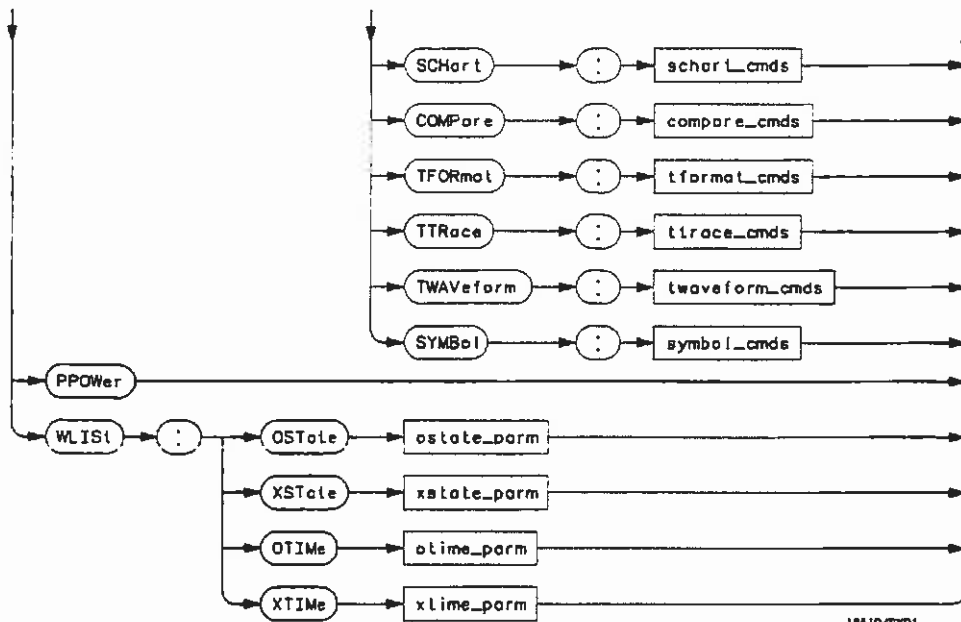 SCHart : schart_cmds
COMPare : compare_cmds
TFORmat : tformat_cmds
TTRace : ttrace_cmds
TWAVeform : twaveform_cmds
SYMBol : symbol_cmds
PPOWer
WLISt : OSTate ostate_parm
XSTate xstate_parm
OTIMe otime_parm
XTIMe xtime_parm